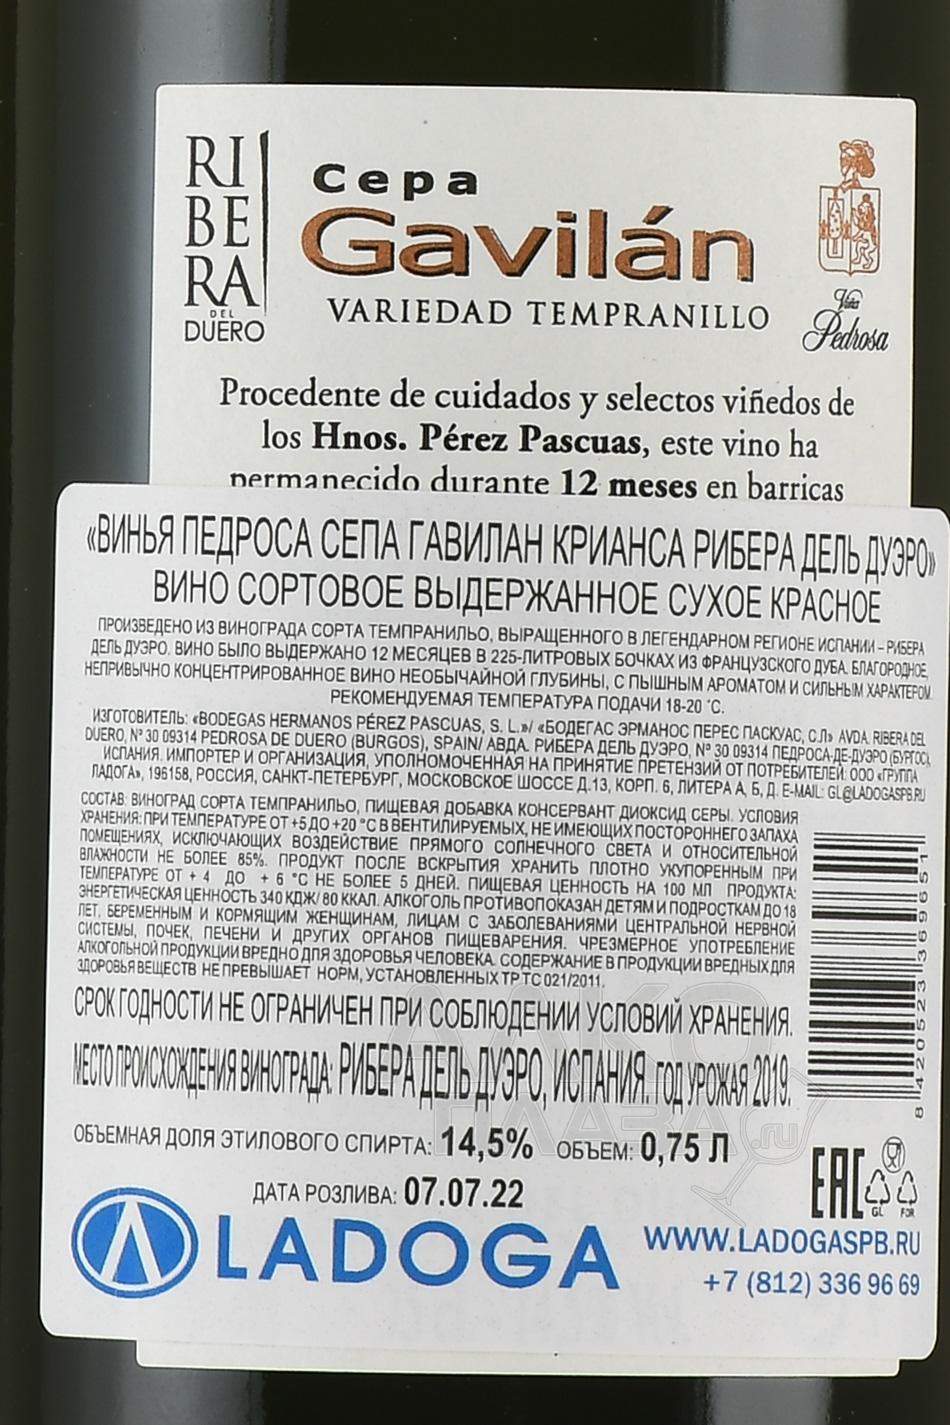 RI
BE
RA
DEL
DUERO
Cepa
Gavilán
VARIEDAD TEMPRANILLO
Viña
Pedrosa
Procedente de cuidados y selectos viñedos de
los Hnos. Pérez Pascuas, este vino ha
permanecido durante 12 meses en barricas
«ВИНЬЯ ПЕДРОСА СЕПА ГАВИЛАН КРИАНСА РИБЕРА ДЕЛЬ ДУЭРО»
ВИНО СОРТОВОЕ ВЫДЕРЖАННОЕ СУХОЕ КРАСНОЕ
ПРОИЗВЕДЕНО ИЗ ВИНОГРАДА СОРТА ТЕМПРАНИЛЬО, ВЫРАЩЕННОГО В ЛЕГЕНДАРНОМ РЕГИОНЕ ИСПАНИИ – РИБЕРА
ДЕЛЬ ДУЭРО. ВИНО БЫЛО ВЫДЕРЖАНО 12 МЕСЯЦЕВ В 225-ЛИТРОВЫХ БОЧКАХ ИЗ ФРАНЦУЗСКОГО ДУБА. БЛАГОРОДНОЕ,
НЕПРИВЫЧНО КОНЦЕНТРИРОВАННОЕ ВИНО НЕОБЫЧАЙНОЙ ГЛУБИНЫ, С ПЫШНЫМ АРОМАТОМ И СИЛЬНЫМ ХАРАКТЕРОМ.
РЕКОМЕНДУЕМАЯ ТЕМПЕРАТУРА ПОДАЧИ 18-20 °С.
ИЗГОТОВИТЕЛЬ: «BODEGAS HERMANOS PÉREZ PASCUAS, S. L.»/ «БОДЕГАС ЭРМАНОС ПЕРЕС ПАСКУАС, С.Л» AVDA. RIBERA DEL
DUERO, Nº 30 09314 PEDROSA DE DUERO (BURGOS), SPAIN/ АВДА. РИБЕРА ДЕЛЬ ДУЭРО, Nº 30 09314 ПЕДРОСА-ДЕ-ДУЭРО (БУРГОС),
ИСПАНИЯ. ИМПОРТЕР И ОРГАНИЗАЦИЯ, УПОЛНОМОЧЕННАЯ НА ПРИНЯТИЕ ПРЕТЕНЗИЙ ОТ ПОТРЕБИТЕЛЕЙ: ООО «ГРУППА
ЛАДОГА», 196158, РОССИЯ, САНКТ-ПЕТЕРБУРГ, МОСКОВСКОЕ ШОССЕ Д.13, КОРП. 6, ЛИТЕРА А, Б, Д. E-MAIL: GL@LADOGASPB.RU
СОСТАВ: ВИНОГРАД СОРТА ТЕМПРАНИЛЬО, ПИЩЕВАЯ ДОБАВКА КОНСЕРВАНТ ДИОКСИД СЕРЫ. УСЛОВИЯ
ХРАНЕНИЯ: ПРИ ТЕМПЕРАТУРЕ ОТ +5 ДО +20 °С В ВЕНТИЛИРУЕМЫХ, НЕ ИМЕЮЩИХ ПОСТОРОННЕГО ЗАПАХА
ПОМЕЩЕНИЯХ, ИСКЛЮЧАЮЩИХ ВОЗДЕЙСТВИЕ ПРЯМОГО СОЛНЕЧНОГО СВЕТА И ОТНОСИТЕЛЬНОЙ
ВЛАЖНОСТИ НЕ БОЛЕЕ 85%. ПРОДУКТ ПОСЛЕ ВСКРЫТИЯ ХРАНИТЬ ПЛОТНО УКУПОРЕННЫМ ПРИ
ТЕМПЕРАТУРЕ ОТ + 4 ДО + 6 °С НЕ БОЛЕЕ 5 ДНЕЙ. ПИЩЕВАЯ ЦЕННОСТЬ НА 100 МЛ ПРОДУКТА:
ЭНЕРГЕТИЧЕСКАЯ ЦЕННОСТЬ 340 КДЖ/ 80 ККАЛ. АЛКОГОЛЬ ПРОТИВОПОКАЗАН ДЕТЯМ И ПОДРОСТКАМ ДО 18
ЛЕТ, БЕРЕМЕННЫМ И КОРМЯЩИМ ЖЕНЩИНАМ, ЛИЦАМ С ЗАБОЛЕВАНИЯМИ ЦЕНТРАЛЬНОЙ НЕРВНОЙ
СИСТЕМЫ, ПОЧЕК, ПЕЧЕНИ И ДРУГИХ ОРГАНОВ ПИЩЕВАРЕНИЯ. ЧРЕЗМЕРНОЕ УПОТРЕБЛЕНИЕ
АЛКОГОЛЬНОЙ ПРОДУКЦИИ ВРЕДНО ДЛЯ ЗДОРОВЬЯ ЧЕЛОВЕКА. СОДЕРЖАНИЕ В ПРОДУКЦИИ ВРЕДНЫХ ДЛЯ
ЗДОРОВЬЯ ВЕЩЕСТВ НЕ ПРЕВЫШАЕТ НОРМ, УСТАНОВЛЕННЫХ ТР ТС 021/2011.
СРОК ГОДНОСТИ НЕ ОГРАНИЧЕН ПРИ СОБЛЮДЕНИИ УСЛОВИЙ ХРАНЕНИЯ.
МЕСТО ПРОИСХОЖДЕНИЯ ВИНОГРАДА: РИБЕРА ДЕЛЬ ДУЭРО, ИСПАНИЯ. ГОД УРОЖАЯ 2019.
ОБЪЕМНАЯ ДОЛЯ ЭТИЛОВОГО СПИРТА: 14,5% ОБЪЕМ: 0,75 Л
ДАТА РОЗЛИВА: 07.07.22
8 420523 369651
EAC
GL
FOR
LADOGA
WWW.LADOGASPB.RU
+7 (812) 336 96 69
АЛКО
ПЛАЗА
.ru